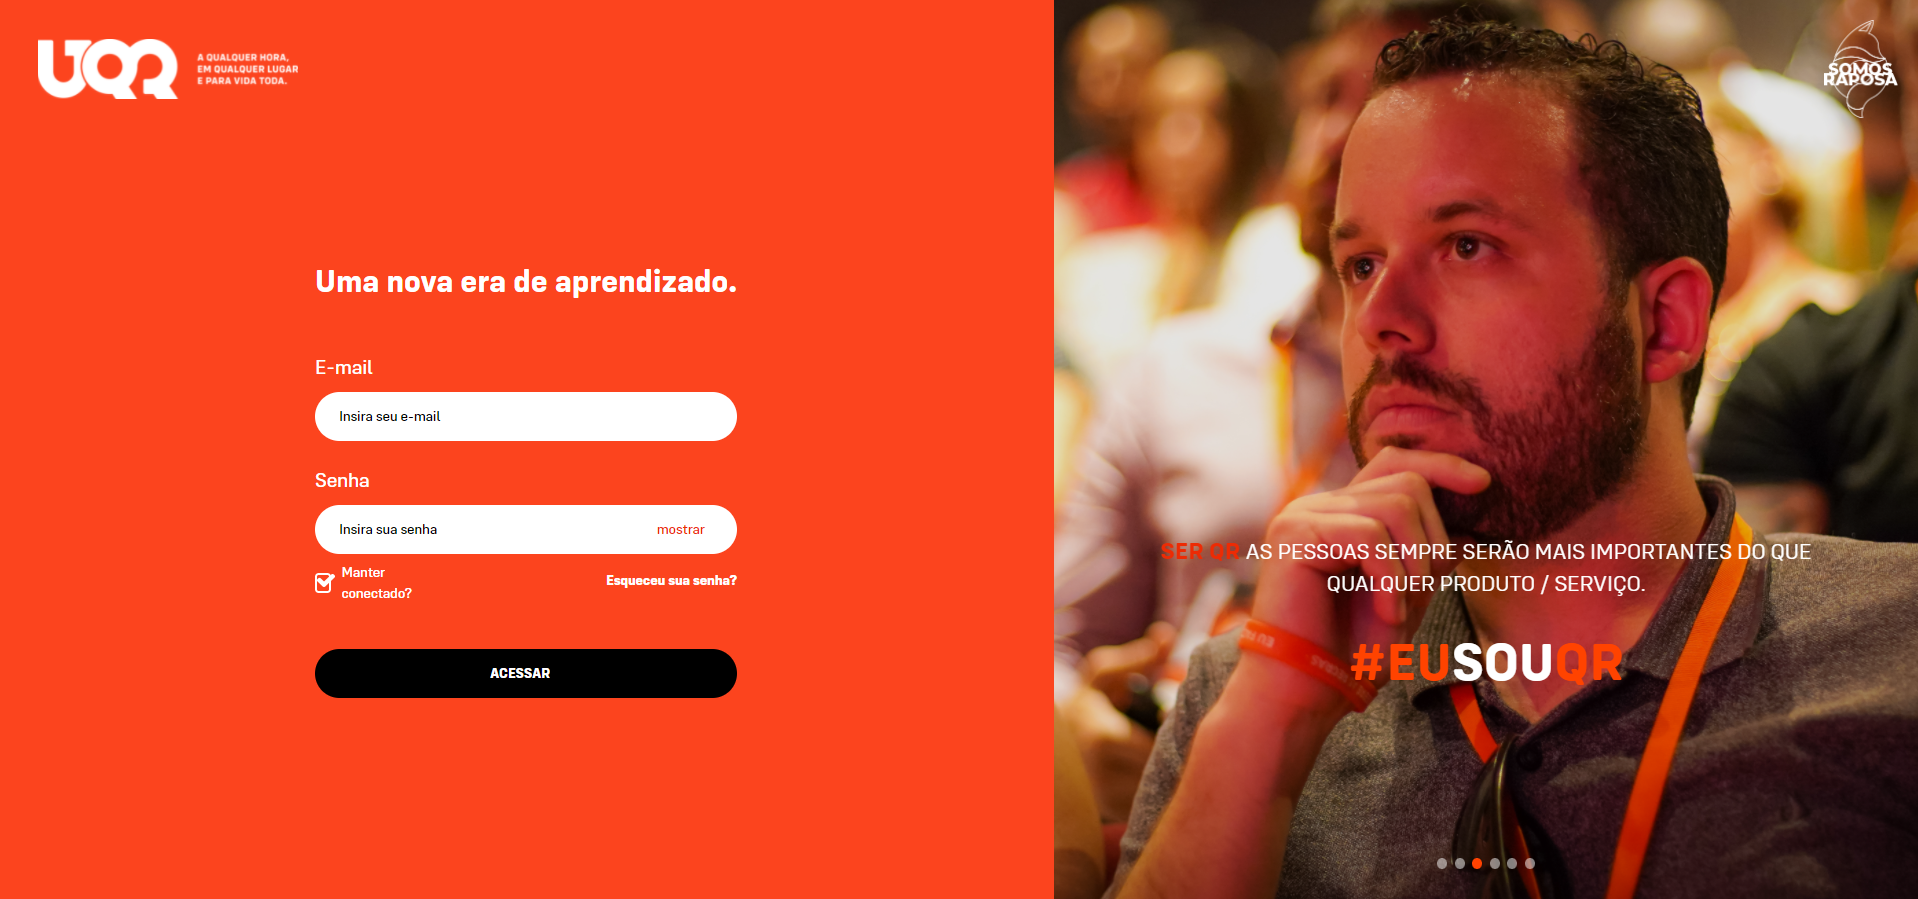 UQR
A QUALQUER HORA,
EM QUALQUER LUGAR
E PARA VIDA TODA.
Uma nova era de aprendizado.
E-mail
Insira seu e-mail
Senha
Insira sua senha mostrar
Manter
conectado?
Esqueceu sua senha?
ACESSAR
SOMOS
RAPOSA
SER QR AS PESSOAS SEMPRE SERÃO MAIS IMPORTANTES DO QUE
QUALQUER PRODUTO / SERVIÇO.
#EUSOUQR
EU